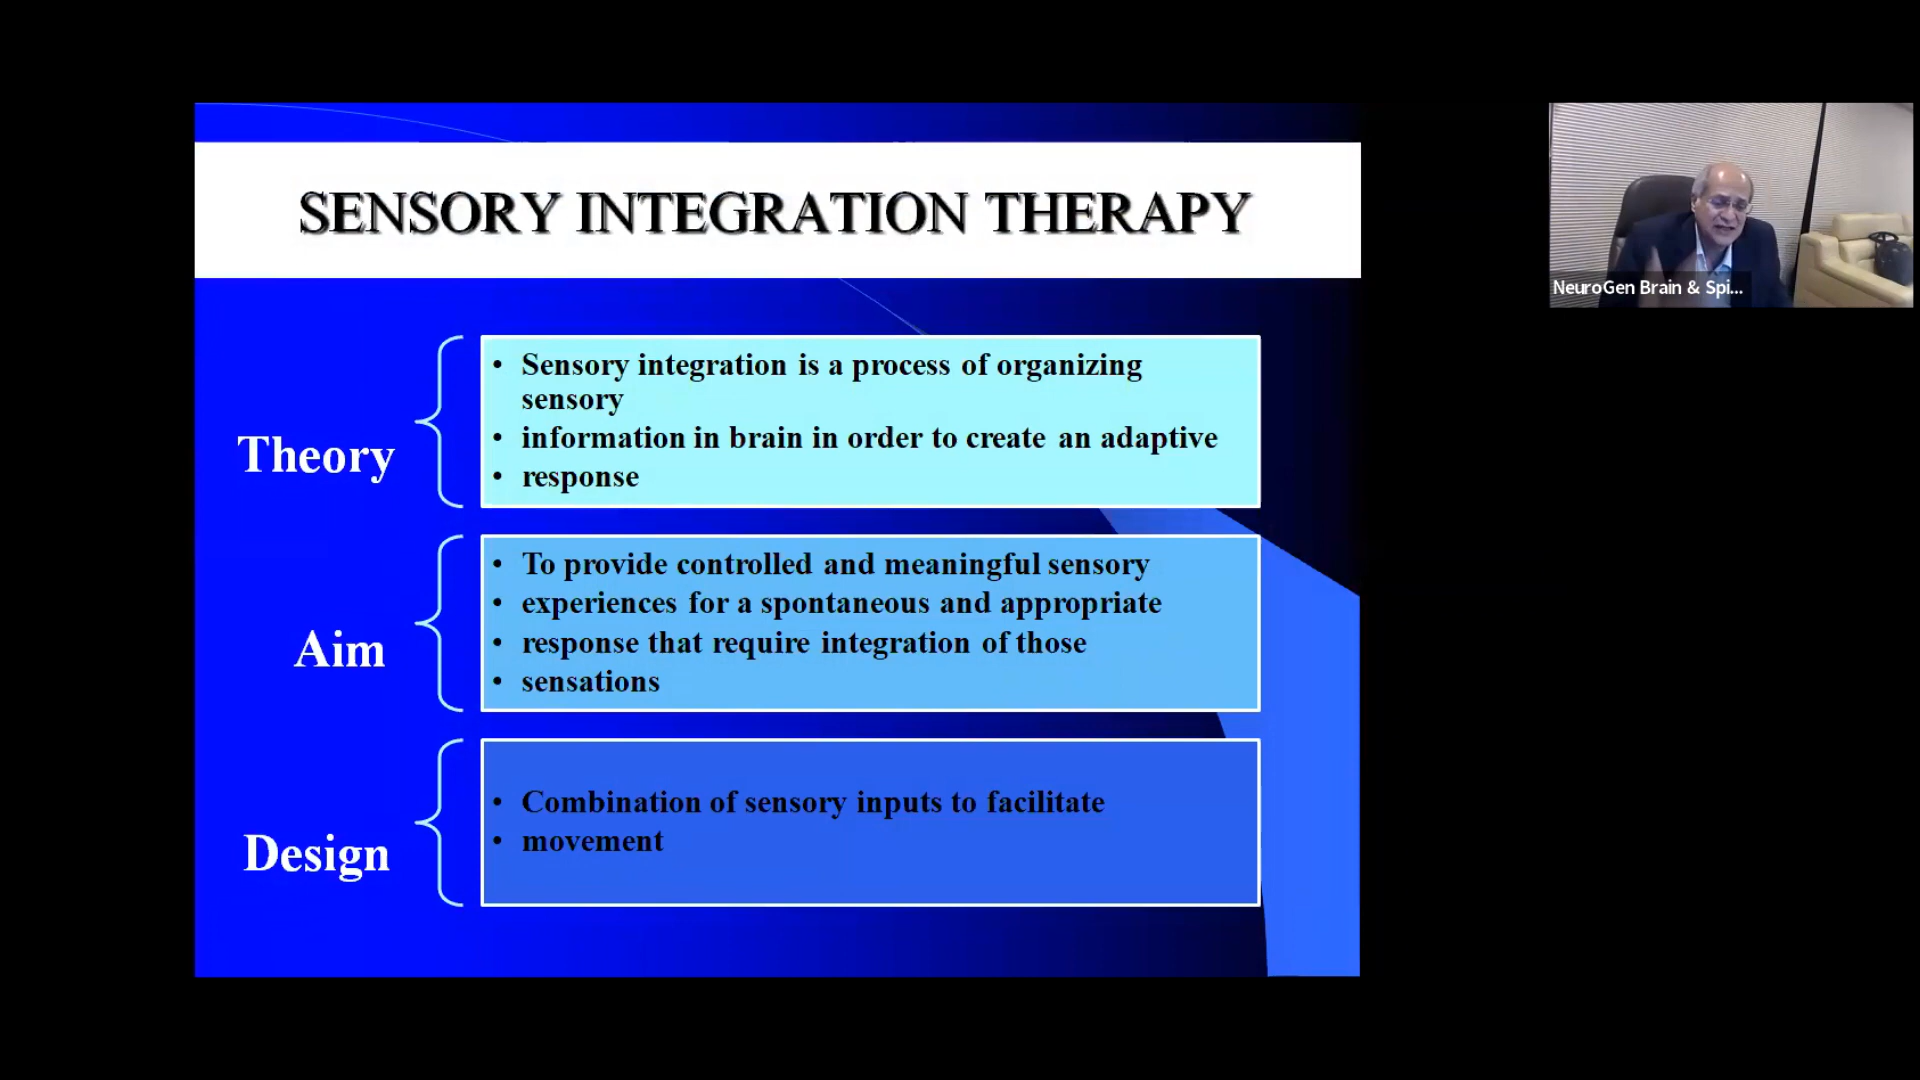 SENSORY INTEGRATION THERAPY
Theory
• Sensory integration is a process of organizing
sensory
• information in brain in order to create an adaptive
• response
Aim
• To provide controlled and meaningful sensory
• experiences for a spontaneous and appropriate
• response that require integration of those
• sensations
Design
• Combination of sensory inputs to facilitate
• movement
NeuroGen Brain & Spi...